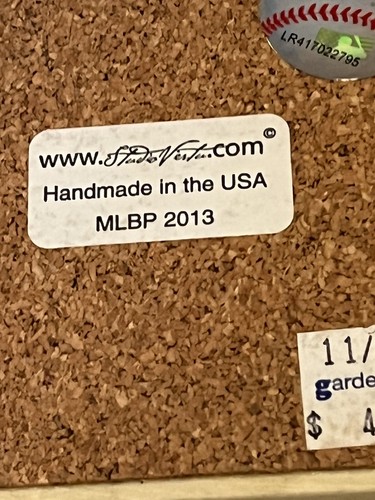 LR417022795
www.StudioVertu.com©
Handmade in the USA
MLBP 2013
11/
garde
$ 4